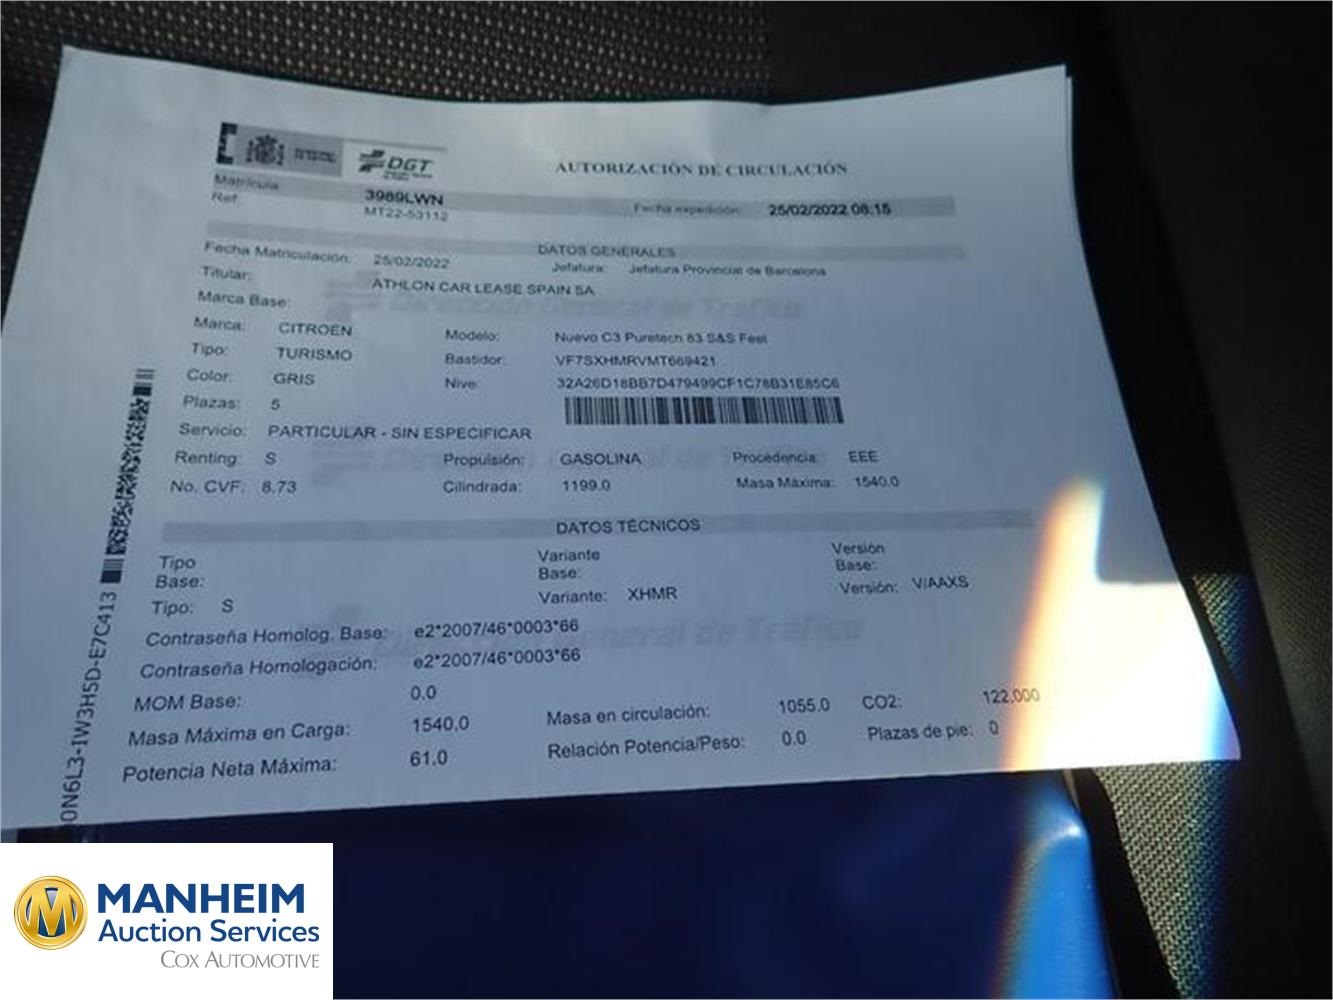 DGT
AUTORIZACIÓN DE CIRCULACIÓN
Matrícula: 3989LWN Fecha expedición: 25/02/2022 08:15
Ref: MT22-53112
DATOS GENERALES
Fecha Matriculación: 25/02/2022 Jefatura: Jefatura Provincial de Barcelona
Titular: ATHLON CAR LEASE SPAIN SA
Marca Base:
Marca: CITROEN Modelo: Nuevo C3 Puretech 83 S&S Feel
Tipo: TURISMO Bastidor: VF7SXHMRVMT669421
Color: GRIS Nive: 32A26D18BB7D479499CF1C78B31E85C6
Plazas: 5
Servicio: PARTICULAR - SIN ESPECIFICAR
Renting: S Propulsión: GASOLINA Procedencia: EEE
No. CVF: 8.73 Cilindrada: 1199.0 Masa Máxima: 1540.0
DATOS TÉCNICOS
Tipo Base: Variante Base: Versión Base:
Tipo: S Variante: XHMR Versión: V/AAXS
Contraseña Homolog. Base: e2*2007/46*0003*66
Contraseña Homologación: e2*2007/46*0003*66
MOM Base: 0.0
Masa Máxima en Carga: 1540.0 Masa en circulación: 1055.0 CO2: 122,000
Potencia Neta Máxima: 61.0 Relación Potencia/Peso: 0.0 Plazas de pie: 0
0N6L3-IW3HSD-E7C413
Dirección General de Tráfico
MANHEIM
Auction Services
COX AUTOMOTIVE